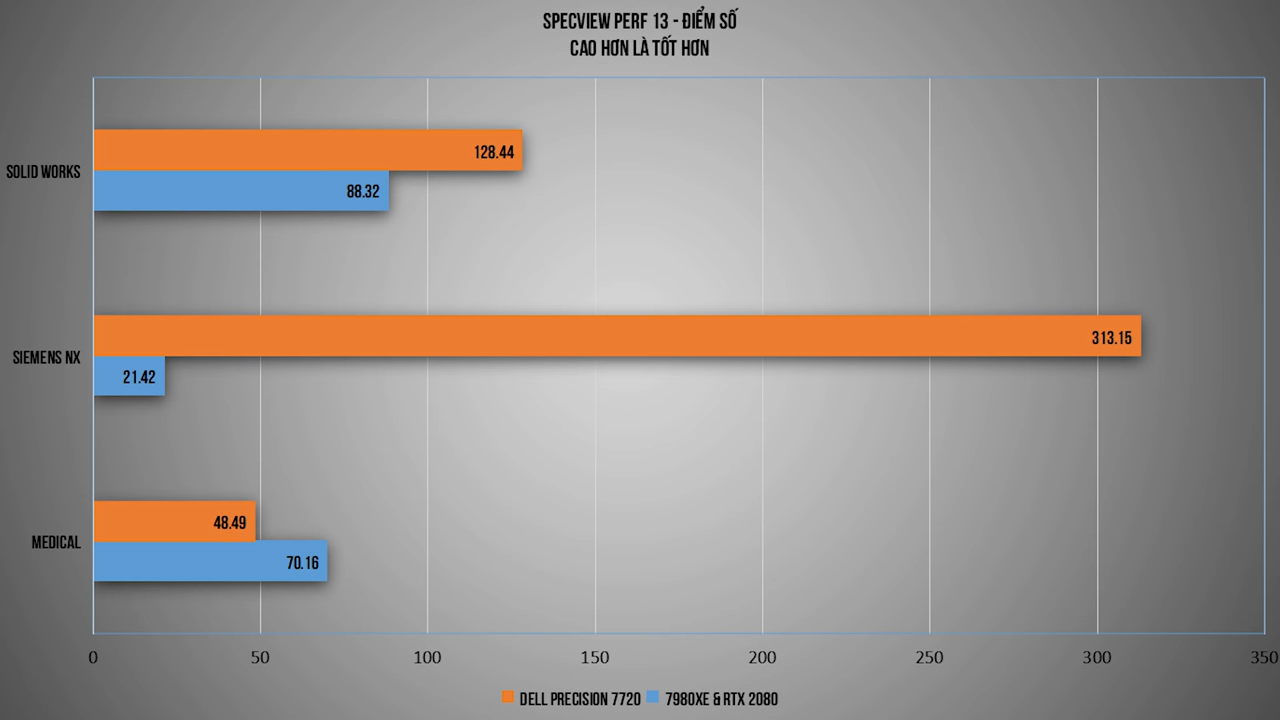 SPECVIEW PERF 13 - ĐIỂM SỐ
CAO HƠN LÀ TỐT HƠN
SOLID WORKS
128.44
88.32
SIEMENS NX
313.15
21.42
MEDICAL
48.49
70.16
0 50 100 150 200 250 300 350
DELL PRECISION 7720 7980XE & RTX 2080